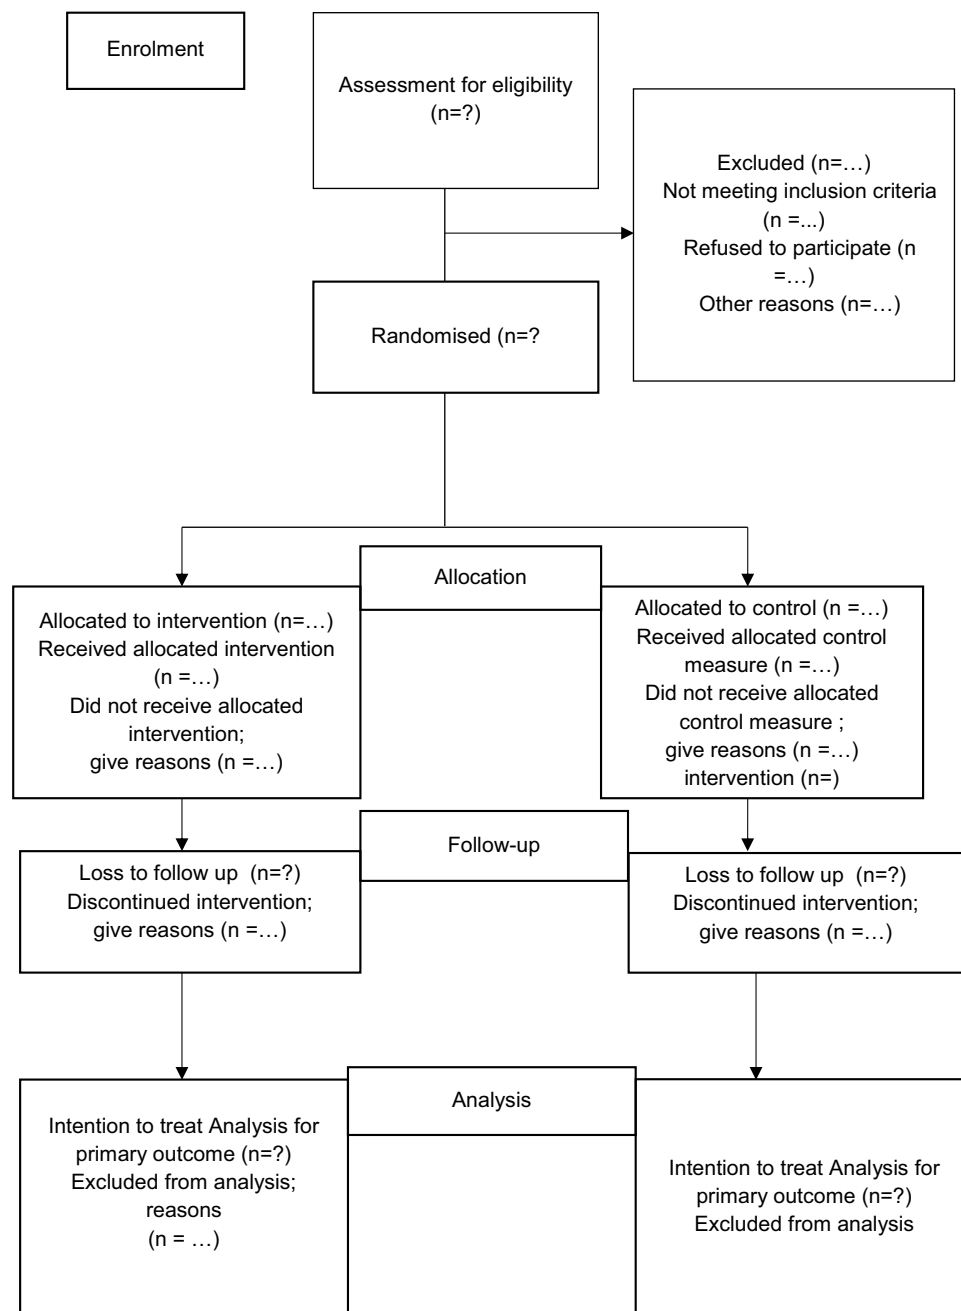 Enrolment
Assessment for eligibility
(n=?)
Excluded (n=…)
Not meeting inclusion criteria
(n =...)
Refused to participate (n
=…)
Other reasons (n=…)
Randomised (n=?
Allocation
Allocated to intervention (n=…)
Received allocated intervention
(n =…)
Did not receive allocated
intervention;
give reasons (n =…)
Allocated to control (n =…)
Received allocated control
measure (n =…)
Did not receive allocated
control measure ;
give reasons (n =…)
intervention (n=)
Follow-up
Loss to follow up  (n=?)
Discontinued intervention;
give reasons (n =…)
Loss to follow up  (n=?)
Discontinued intervention;
give reasons (n =…)
Analysis
Intention to treat Analysis for
primary outcome (n=?)
Excluded from analysis;
reasons
(n = …)
Intention to treat Analysis for
primary outcome (n=?)
Excluded from analysis